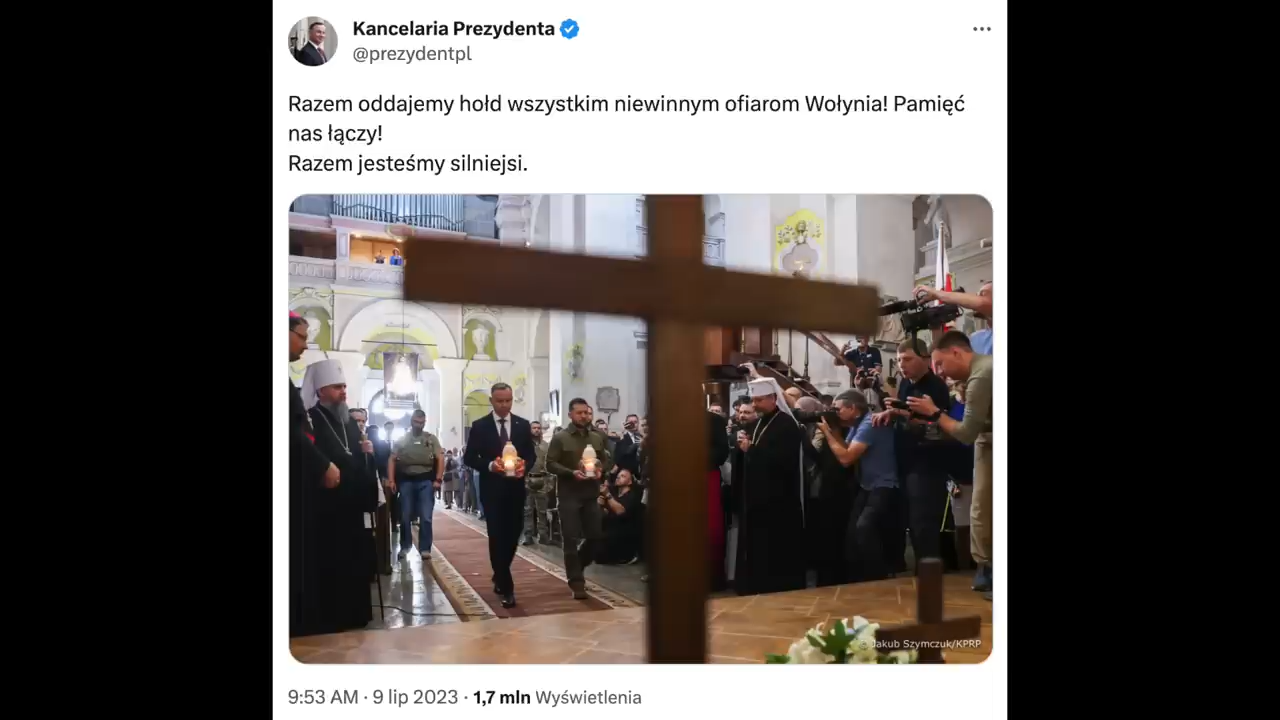 Kancelaria Prezydenta
@prezydentpl
Razem oddajemy hołd wszystkim niewinnym ofiarom Wołynia! Pamięć
nas łączy!
Razem jesteśmy silniejsi.
© Jakub Szymczuk/KPRP
9:53 AM · 9 lip 2023 · 1,7 mln Wyświetlenia